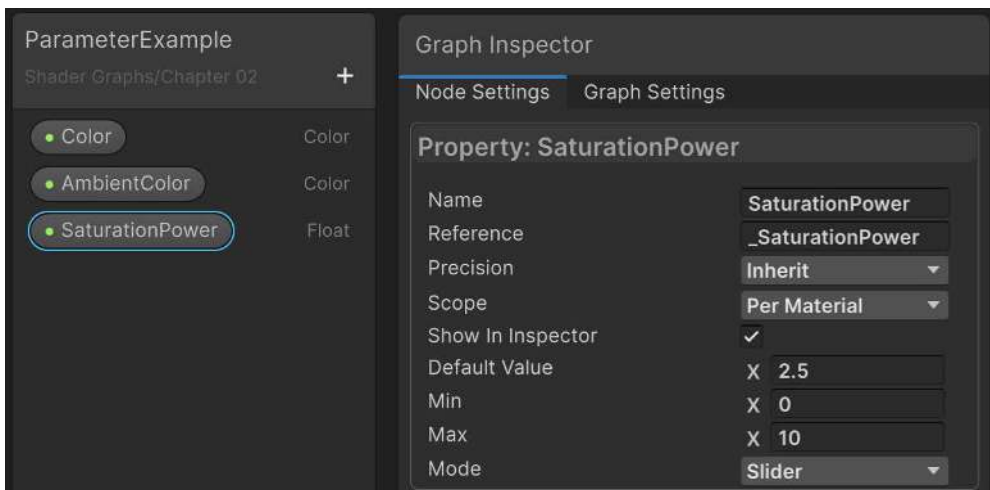 ParameterExample
Shader Graphs/Chapter 02
+
Color Color
AmbientColor Color
SaturationPower Float
Graph Inspector
Node Settings Graph Settings
Property: SaturationPower
Name SaturationPower
Reference _SaturationPower
Precision Inherit
Scope Per Material
Show In Inspector
Default Value X 2.5
Min X 0
Max X 10
Mode Slider